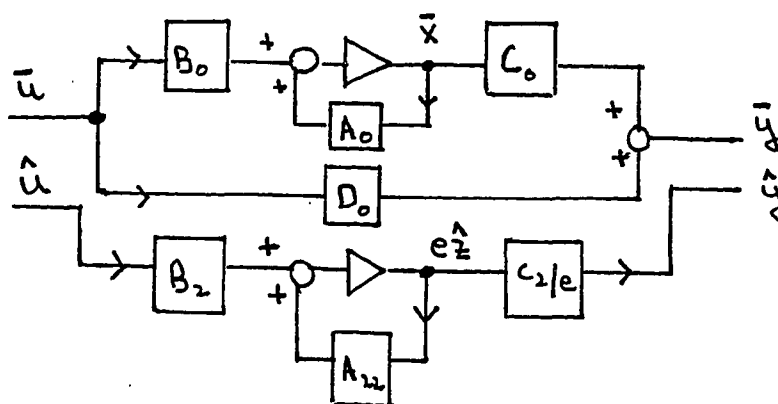 x̄
B₀
+
+
C₀
ū
A₀
+
+
ȳ
û
D₀
ŷ
B₂
+
+
eẑ
C₂/e
A₂₂